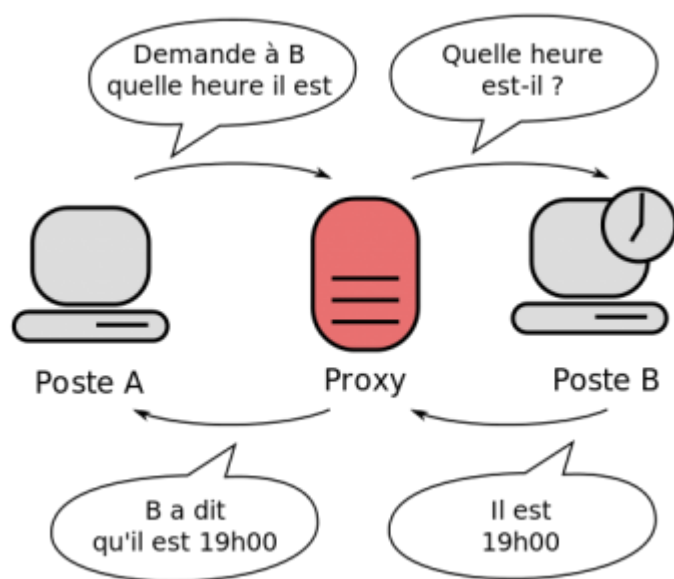 Demande à B
quelle heure il est
Quelle heure
est-il ?
Poste A
Proxy
Poste B
B a dit
qu'il est 19h00
Il est
19h00